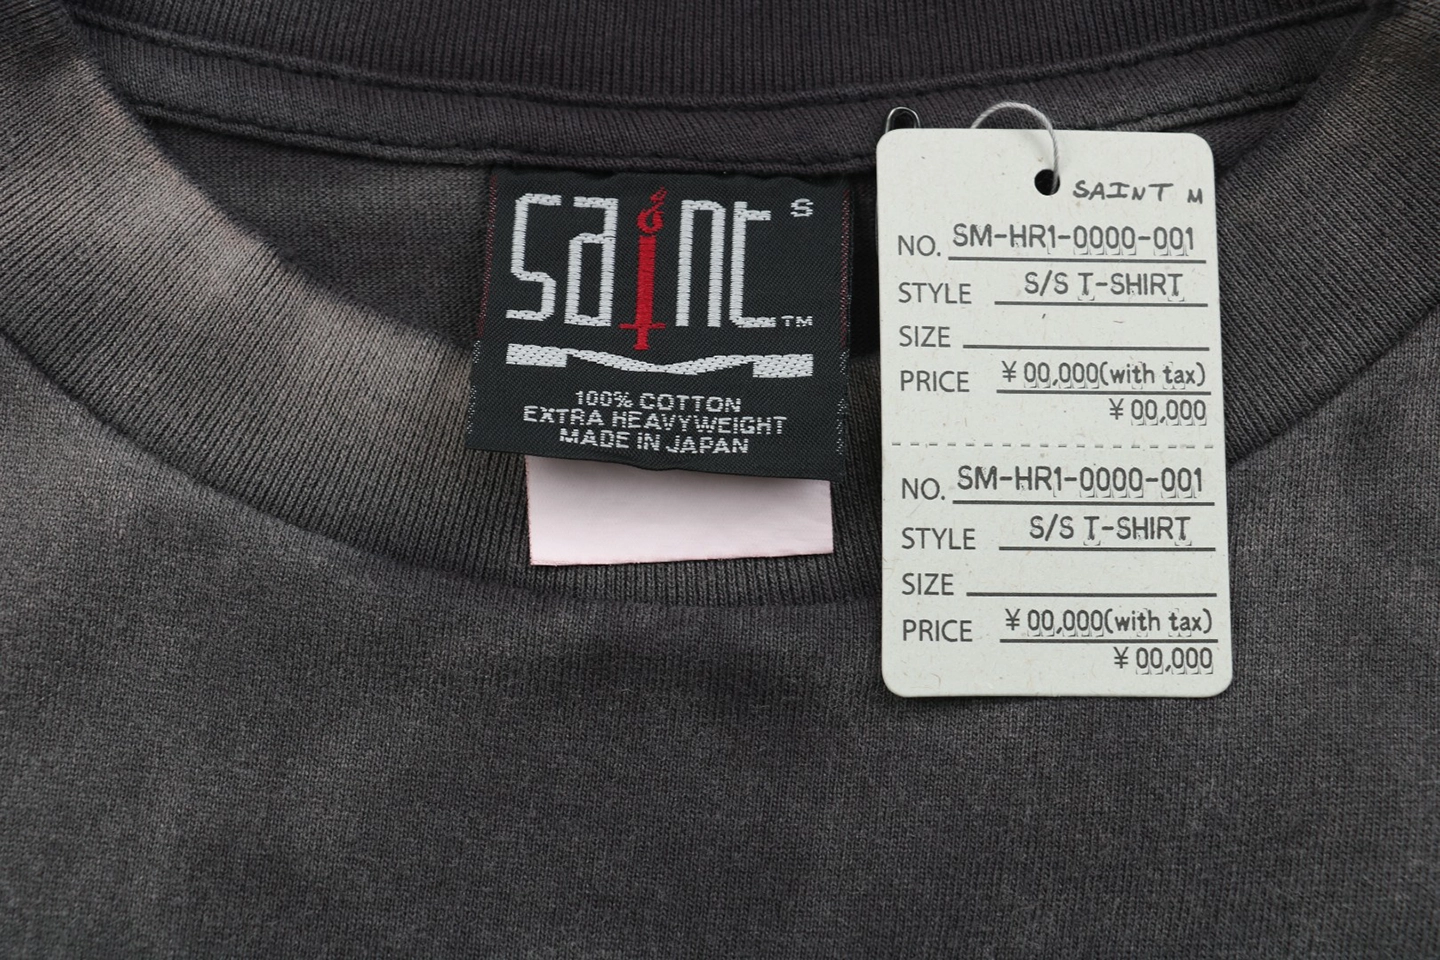 saint S
TM
100% COTTON
EXTRA HEAVYWEIGHT
MADE IN JAPAN
SAINT M
NO. SM-HR1-0000-001
STYLE S/S T-SHIRT
SIZE
PRICE ¥00,000(with tax)
¥00,000
NO. SM-HR1-0000-001
STYLE S/S T-SHIRT
SIZE
PRICE ¥00,000(with tax)
¥00,000